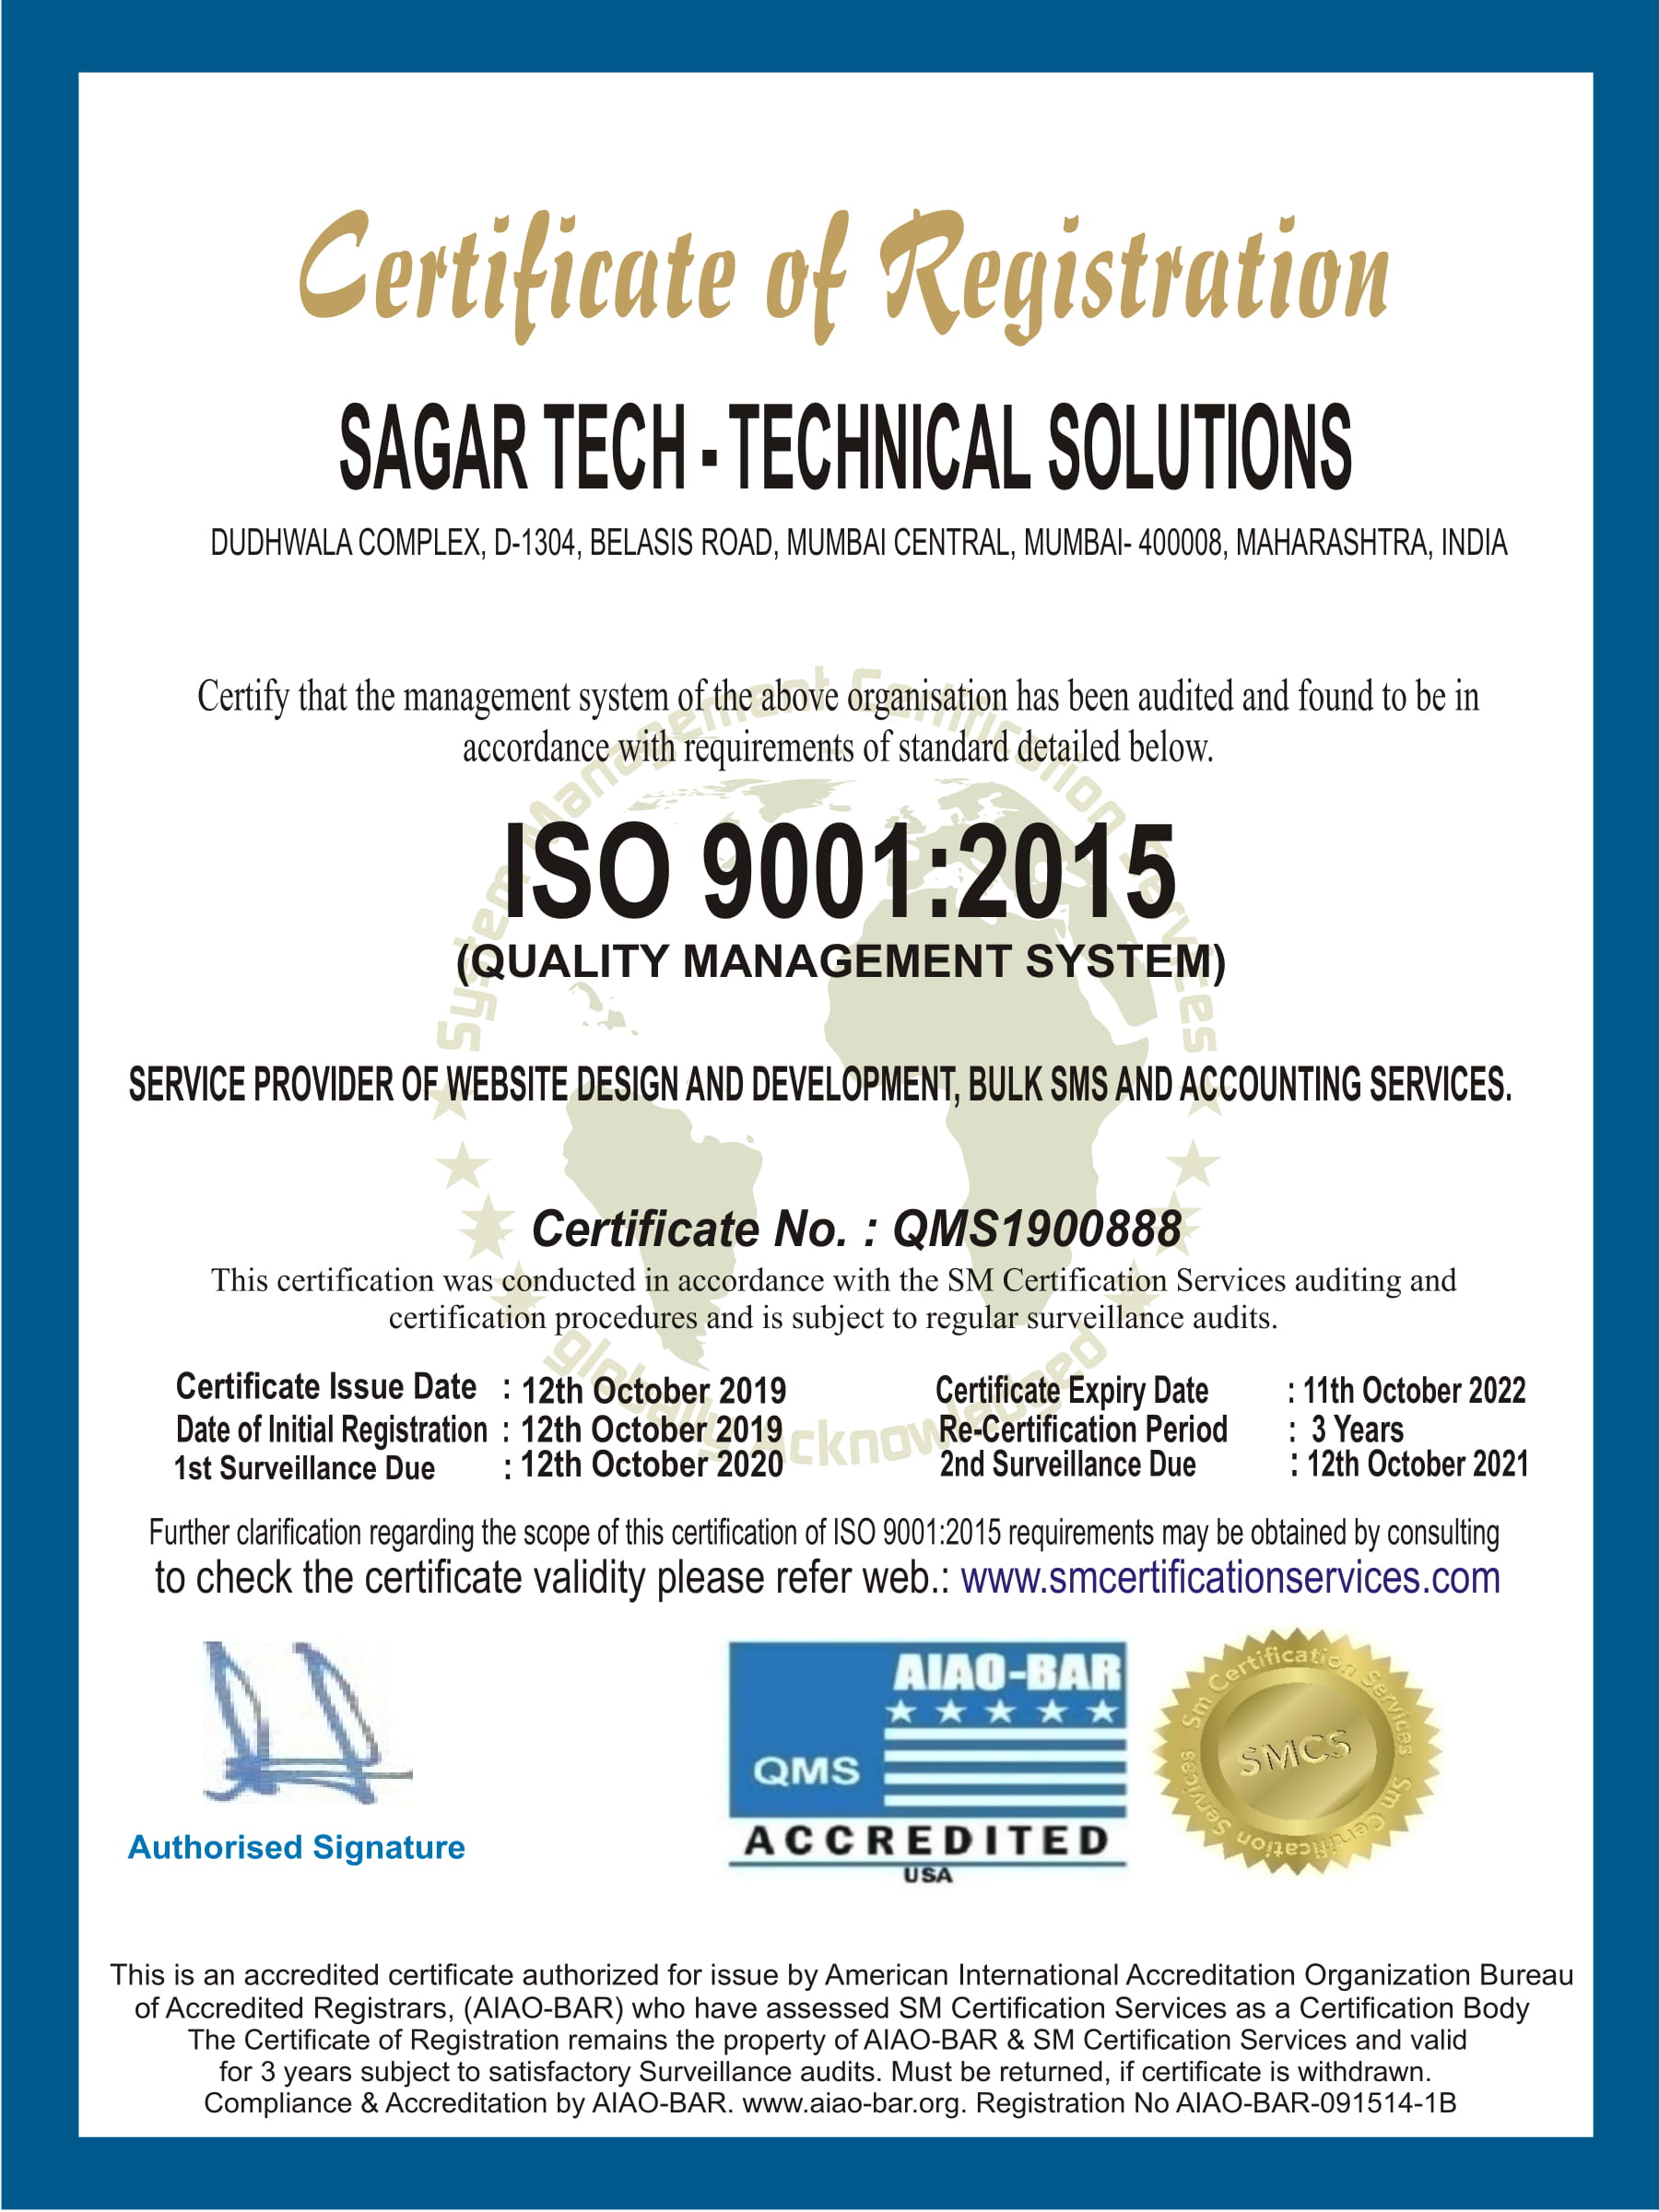 Certificate of Registration
SAGAR TECH - TECHNICAL SOLUTIONS
DUDHWALA COMPLEX, D-1304, BELASIS ROAD, MUMBAI CENTRAL, MUMBAI- 400008, MAHARASHTRA, INDIA
System Management Certification Services
Certify that the management system of the above organisation has been audited and found to be in
accordance with requirements of standard detailed below.
ISO 9001:2015
(QUALITY MANAGEMENT SYSTEM)
SERVICE PROVIDER OF WEBSITE DESIGN AND DEVELOPMENT, BULK SMS AND ACCOUNTING SERVICES.
Certificate No. : QMS1900888
This certification was conducted in accordance with the SM Certification Services auditing and
certification procedures and is subject to regular surveillance audits.
globally Acknowledged
Certificate Issue Date : 12th October 2019 Certificate Expiry Date : 11th October 2022
Date of Initial Registration : 12th October 2019 Re-Certification Period : 3 Years
1st Surveillance Due : 12th October 2020 2nd Surveillance Due : 12th October 2021
Further clarification regarding the scope of this certification of ISO 9001:2015 requirements may be obtained by consulting
to check the certificate validity please refer web.: www.smcertificationservices.com
Authorised Signature
AIAO-BAR
QMS
ACCREDITED
USA
Sm Certification Services
SMCS
Sm Certification Services
This is an accredited certificate authorized for issue by American International Accreditation Organization Bureau
of Accredited Registrars, (AIAO-BAR) who have assessed SM Certification Services as a Certification Body
The Certificate of Registration remains the property of AIAO-BAR & SM Certification Services and valid
for 3 years subject to satisfactory Surveillance audits. Must be returned, if certificate is withdrawn.
Compliance & Accreditation by AIAO-BAR. www.aiao-bar.org. Registration No AIAO-BAR-091514-1B